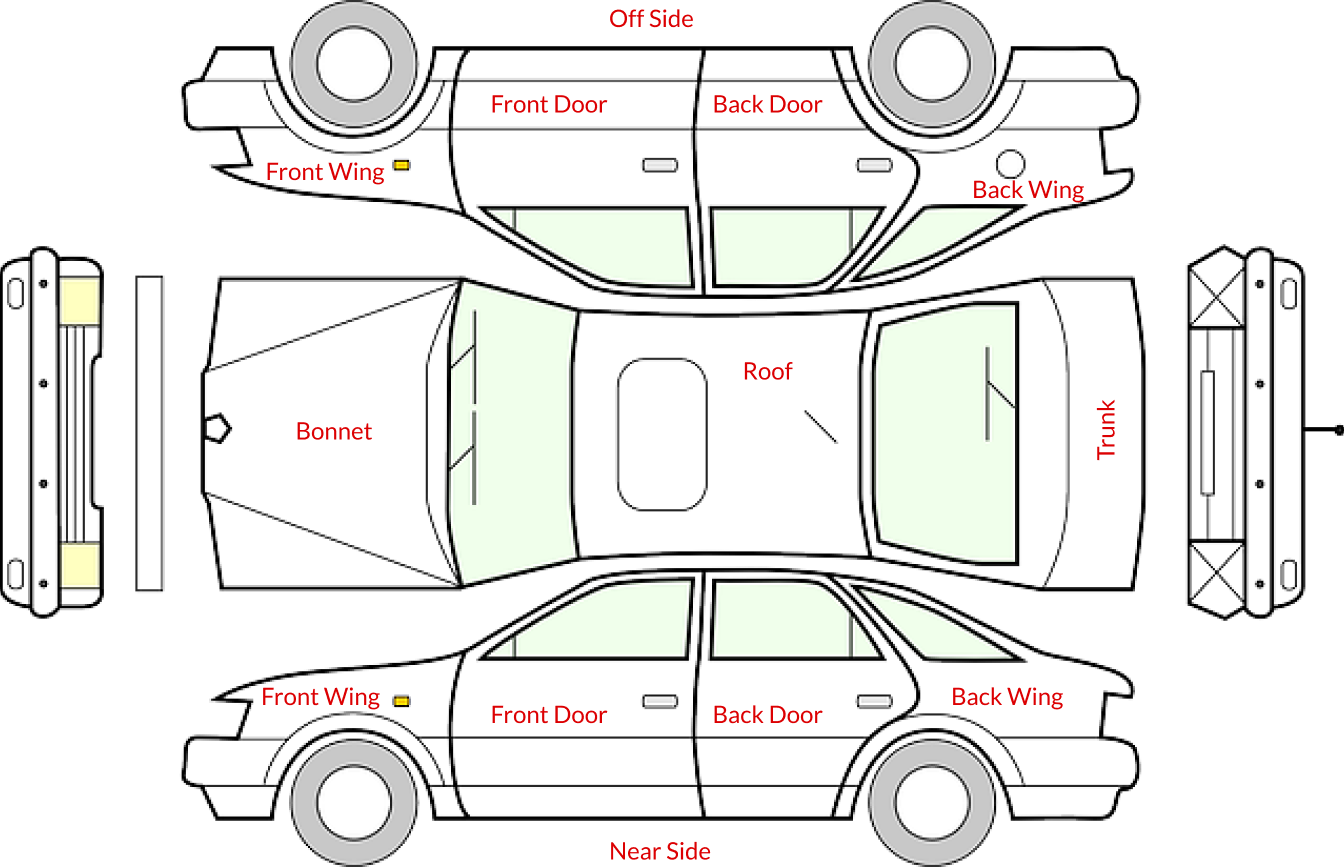 Off Side
Front Door
Back Door
Front Wing
Back Wing
Roof
Bonnet
Trunk
Front Wing
Back Wing
Front Door
Back Door
Near Side